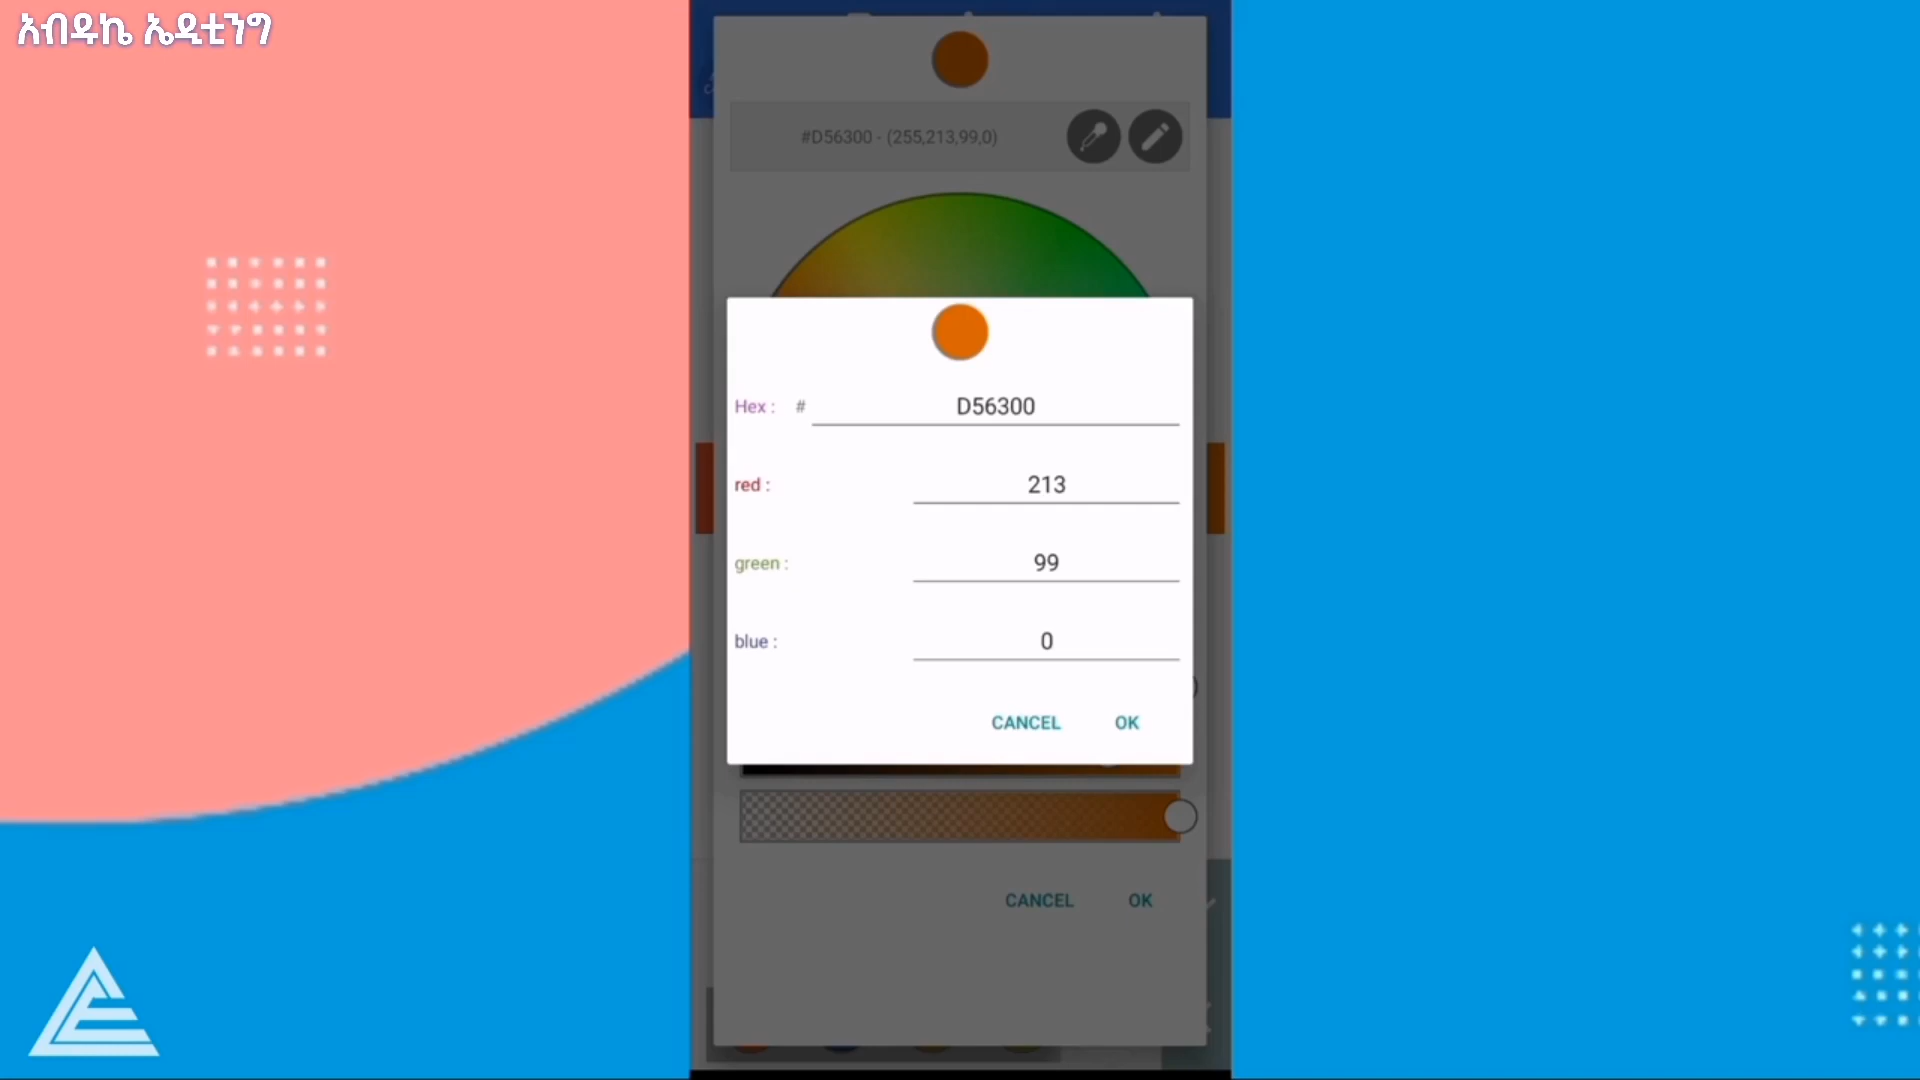 አብዱኬ ኤዲቲንግ
#D56300 - (255,213,99,0)
Hex : # D56300
red : 213
green : 99
blue : 0
CANCEL OK
CANCEL OK